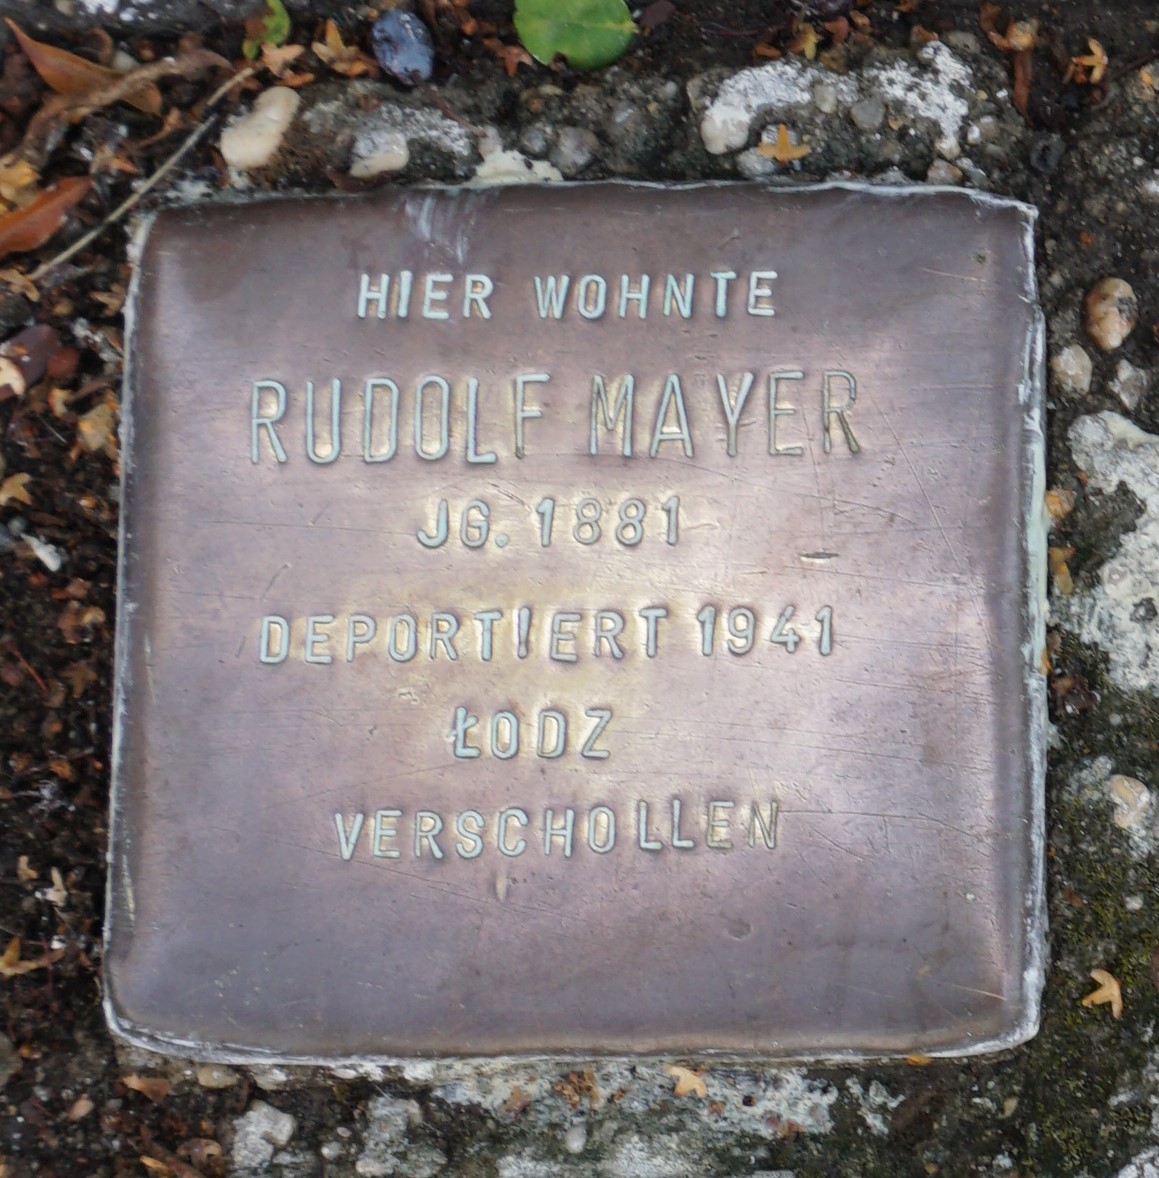 HIER WOHNTE
RUDOLF MAYER
JG. 1881
DEPORTIERT 1941
ŁODZ
VERSCHOLLEN